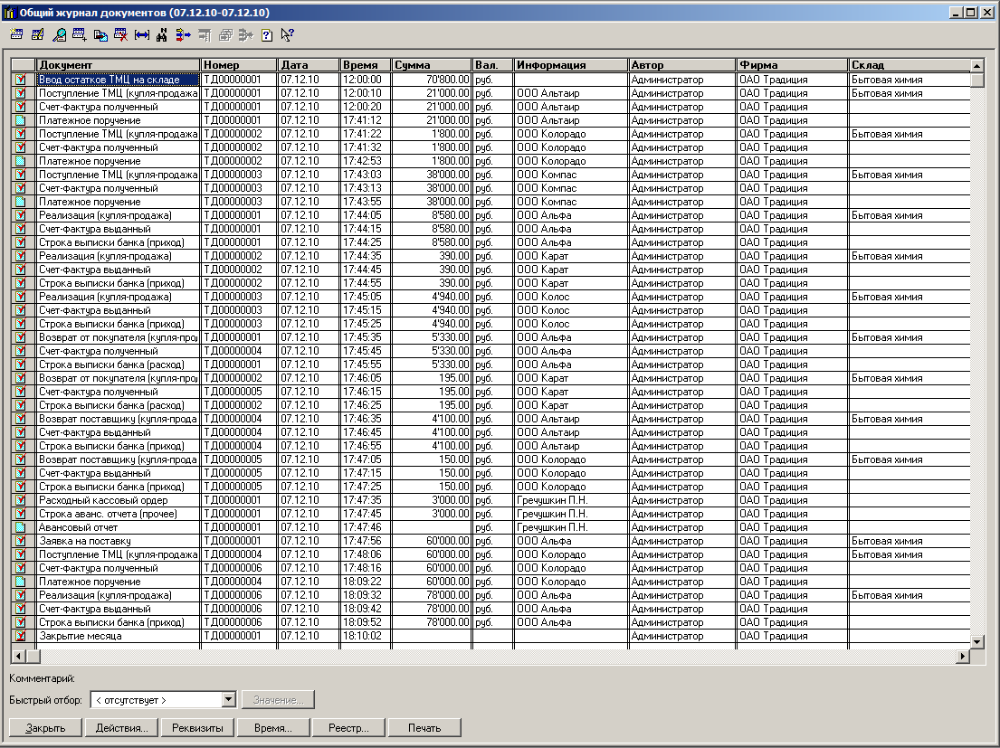 Общий журнал документов (07.12.10-07.12.10)
Документ Номер Дата Время Сумма Вал. Информация Автор Фирма Склад
Ввод остатков ТМЦ на складе ТД00000001 07.12.10 12:00:00 70'800.00 руб. Администратор ОАО Традиция Бытовая химия
Поступление ТМЦ (купля-продажа ТД00000001 07.12.10 12:00:10 21'000.00 руб. ООО Альтаир Администратор ОАО Традиция Бытовая химия
Счет-фактура полученный ТД00000001 07.12.10 12:00:20 21'000.00 руб. ООО Альтаир Администратор ОАО Традиция
Платежное поручение ТД00000001 07.12.10 17:41:12 21'000.00 руб. ООО Альтаир Администратор ОАО Традиция
Поступление ТМЦ (купля-продажа ТД00000002 07.12.10 17:41:22 1'800.00 руб. ООО Колорадо Администратор ОАО Традиция Бытовая химия
Счет-фактура полученный ТД00000002 07.12.10 17:41:32 1'800.00 руб. ООО Колорадо Администратор ОАО Традиция
Платежное поручение ТД00000002 07.12.10 17:42:53 1'800.00 руб. ООО Колорадо Администратор ОАО Традиция
Поступление ТМЦ (купля-продажа ТД00000003 07.12.10 17:43:03 38'000.00 руб. ООО Компас Администратор ОАО Традиция Бытовая химия
Счет-фактура полученный ТД00000003 07.12.10 17:43:13 38'000.00 руб. ООО Компас Администратор ОАО Традиция
Платежное поручение ТД00000003 07.12.10 17:43:55 38'000.00 руб. ООО Компас Администратор ОАО Традиция
Реализация (купля-продажа) ТД00000001 07.12.10 17:44:05 8'580.00 руб. ООО Альфа Администратор ОАО Традиция Бытовая химия
Счет-фактура выданный ТД00000001 07.12.10 17:44:15 8'580.00 руб. ООО Альфа Администратор ОАО Традиция
Строка выписки банка (приход) ТД00000001 07.12.10 17:44:25 8'580.00 руб. ООО Альфа Администратор ОАО Традиция
Реализация (купля-продажа) ТД00000002 07.12.10 17:44:35 390.00 руб. ООО Карат Администратор ОАО Традиция Бытовая химия
Счет-фактура выданный ТД00000002 07.12.10 17:44:45 390.00 руб. ООО Карат Администратор ОАО Традиция
Строка выписки банка (приход) ТД00000002 07.12.10 17:44:55 390.00 руб. ООО Карат Администратор ОАО Традиция
Реализация (купля-продажа) ТД00000003 07.12.10 17:45:05 4'940.00 руб. ООО Колос Администратор ОАО Традиция Бытовая химия
Счет-фактура выданный ТД00000003 07.12.10 17:45:15 4'940.00 руб. ООО Колос Администратор ОАО Традиция
Строка выписки банка (приход) ТД00000003 07.12.10 17:45:25 4'940.00 руб. ООО Колос Администратор ОАО Традиция
Возврат от покупателя (купля-про ТД00000001 07.12.10 17:45:35 5'330.00 руб. ООО Альфа Администратор ОАО Традиция Бытовая химия
Счет-фактура полученный ТД00000004 07.12.10 17:45:45 5'330.00 руб. ООО Альфа Администратор ОАО Традиция
Строка выписки банка (расход) ТД00000001 07.12.10 17:45:55 5'330.00 руб. ООО Альфа Администратор ОАО Традиция
Возврат от покупателя (купля-про ТД00000002 07.12.10 17:46:05 195.00 руб. ООО Карат Администратор ОАО Традиция Бытовая химия
Счет-фактура полученный ТД00000005 07.12.10 17:46:15 195.00 руб. ООО Карат Администратор ОАО Традиция
Строка выписки банка (расход) ТД00000002 07.12.10 17:46:25 195.00 руб. ООО Карат Администратор ОАО Традиция
Возврат поставщику (купля-прода ТД00000004 07.12.10 17:46:35 4'100.00 руб. ООО Альтаир Администратор ОАО Традиция Бытовая химия
Счет-фактура выданный ТД00000004 07.12.10 17:46:45 4'100.00 руб. ООО Альтаир Администратор ОАО Традиция
Строка выписки банка (приход) ТД00000004 07.12.10 17:46:55 4'100.00 руб. ООО Альтаир Администратор ОАО Традиция
Возврат поставщику (купля-прода ТД00000005 07.12.10 17:47:05 150.00 руб. ООО Колорадо Администратор ОАО Традиция Бытовая химия
Счет-фактура выданный ТД00000005 07.12.10 17:47:15 150.00 руб. ООО Колорадо Администратор ОАО Традиция
Строка выписки банка (приход) ТД00000005 07.12.10 17:47:25 150.00 руб. ООО Колорадо Администратор ОАО Традиция
Расходный кассовый ордер ТД00000001 07.12.10 17:47:35 3'000.00 руб. Гречушкин П.Н. Администратор ОАО Традиция
Строка аванс. отчета (прочее) ТД00000001 07.12.10 17:47:45 3'000.00 руб. Гречушкин П.Н. Администратор ОАО Традиция
Авансовый отчет ТД00000001 07.12.10 17:47:46 руб. Гречушкин П.Н. Администратор ОАО Традиция
Заявка на поставку ТД00000001 07.12.10 17:47:56 60'000.00 руб. ООО Альфа Администратор ОАО Традиция Бытовая химия
Поступление ТМЦ (купля-продажа ТД00000004 07.12.10 17:48:06 60'000.00 руб. ООО Колорадо Администратор ОАО Традиция Бытовая химия
Счет-фактура полученный ТД00000006 07.12.10 17:48:16 60'000.00 руб. ООО Колорадо Администратор ОАО Традиция
Платежное поручение ТД00000004 07.12.10 18:09:22 60'000.00 руб. ООО Колорадо Администратор ОАО Традиция
Реализация (купля-продажа) ТД00000006 07.12.10 18:09:32 78'000.00 руб. ООО Альфа Администратор ОАО Традиция Бытовая химия
Счет-фактура выданный ТД00000006 07.12.10 18:09:42 78'000.00 руб. ООО Альфа Администратор ОАО Традиция
Строка выписки банка (приход) ТД00000006 07.12.10 18:09:52 78'000.00 руб. ООО Альфа Администратор ОАО Традиция
Закрытие месяца ТД00000001 07.12.10 18:10:02 Администратор ОАО Традиция
Комментарий:
Быстрый отбор: < отсутствует > Значение...
Закрыть Действия... Реквизиты Время... Реестр... Печать